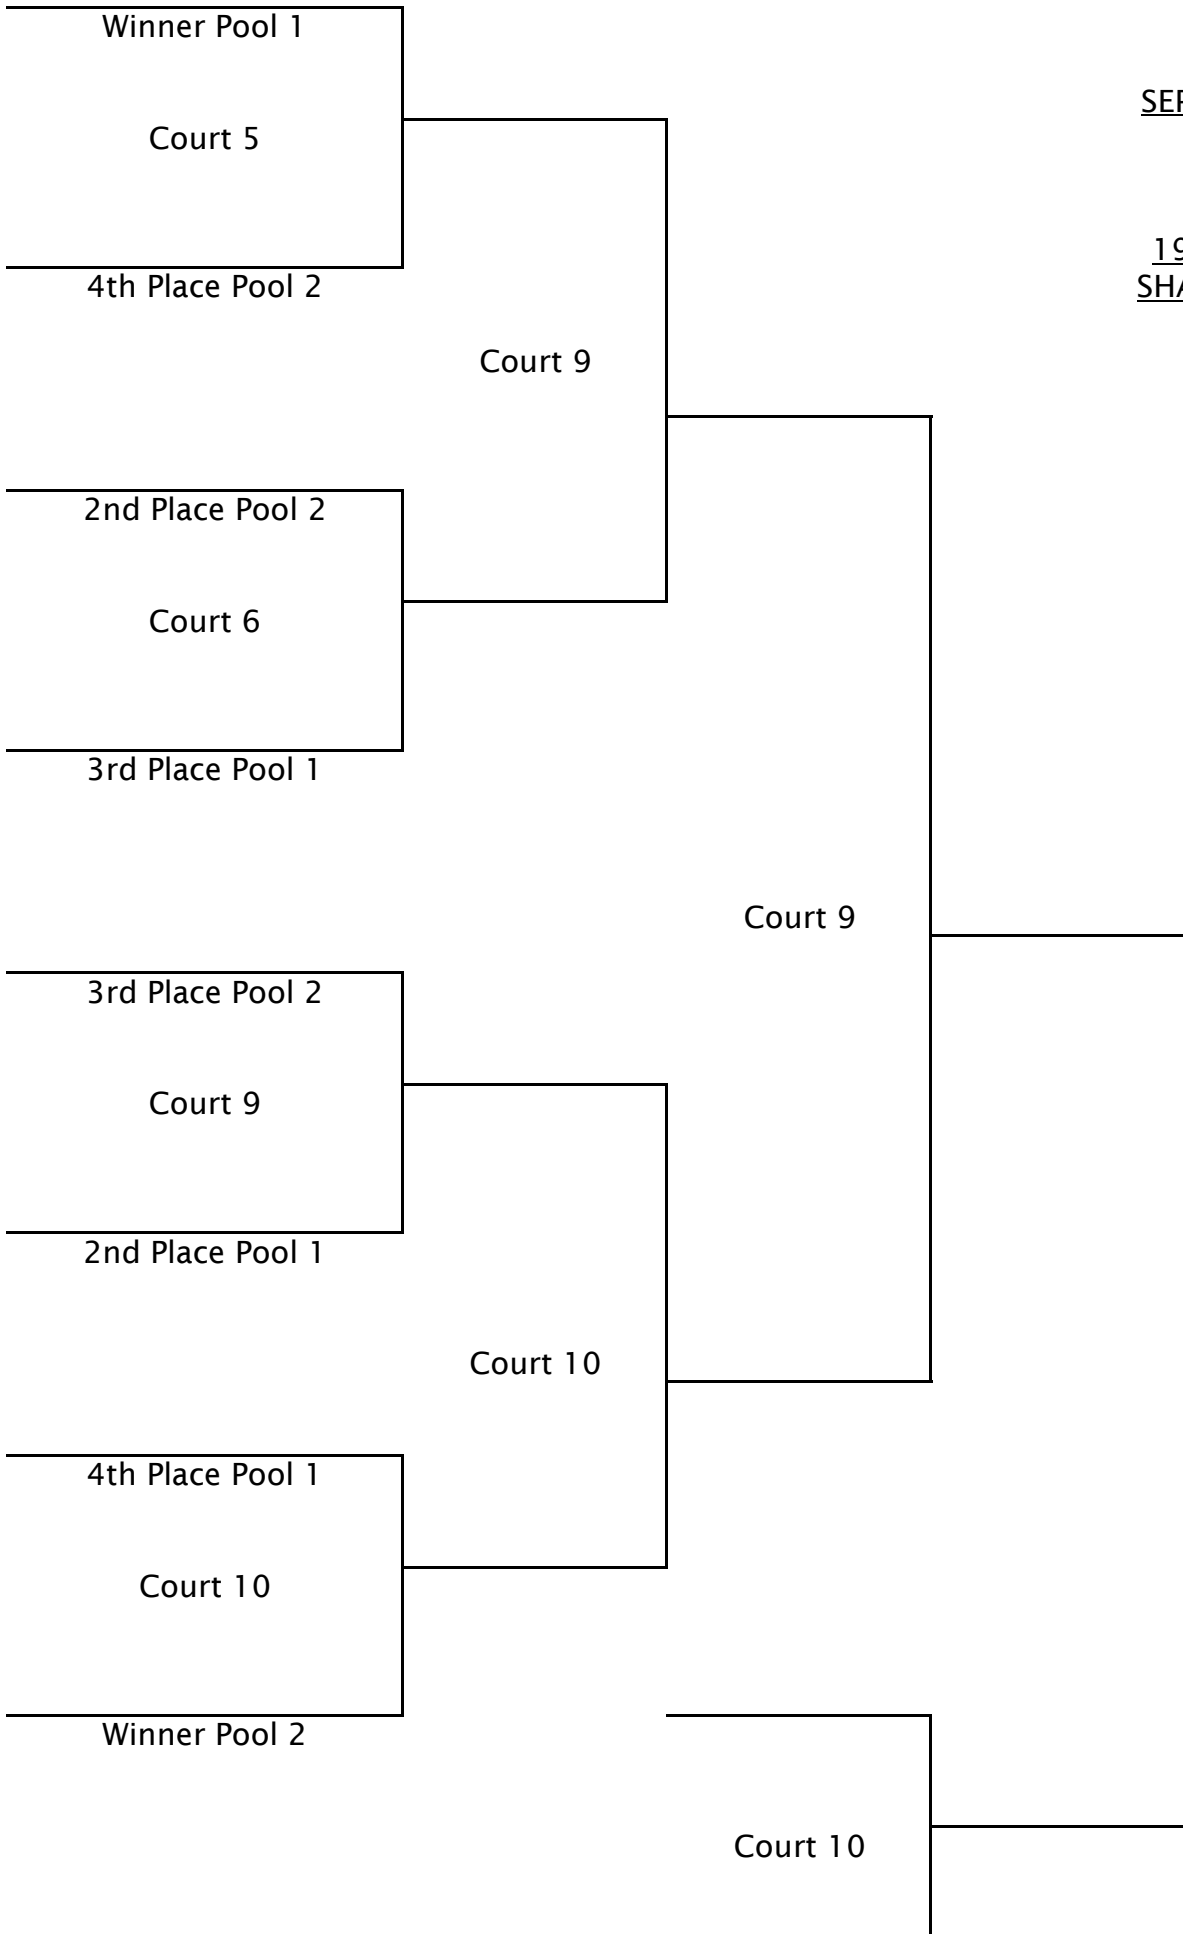 Winner Pool 1
Court 5
4th Place Pool 2
Court 9
2nd Place Pool 2
Court 6
3rd Place Pool 1
Court 9
3rd Place Pool 2
Court 9
2nd Place Pool 1
Court 10
4th Place Pool 1
Court 10
Winner Pool 2
Court 10